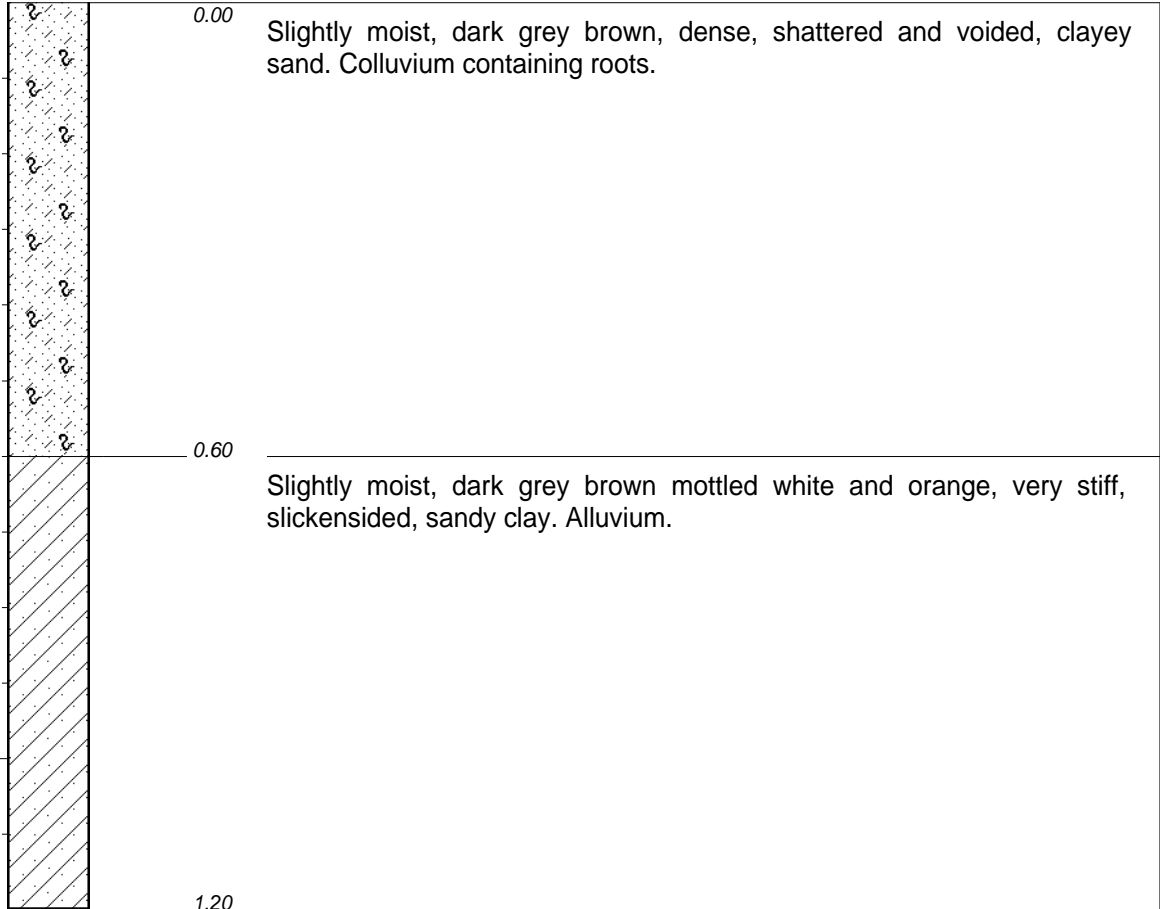 0.00
Slightly moist, dark grey brown, dense, shattered and voided, clayey
sand. Colluvium containing roots.
0.60
Slightly moist, dark grey brown mottled white and orange, very stiff,
slickensided, sandy clay. Alluvium.
1.20